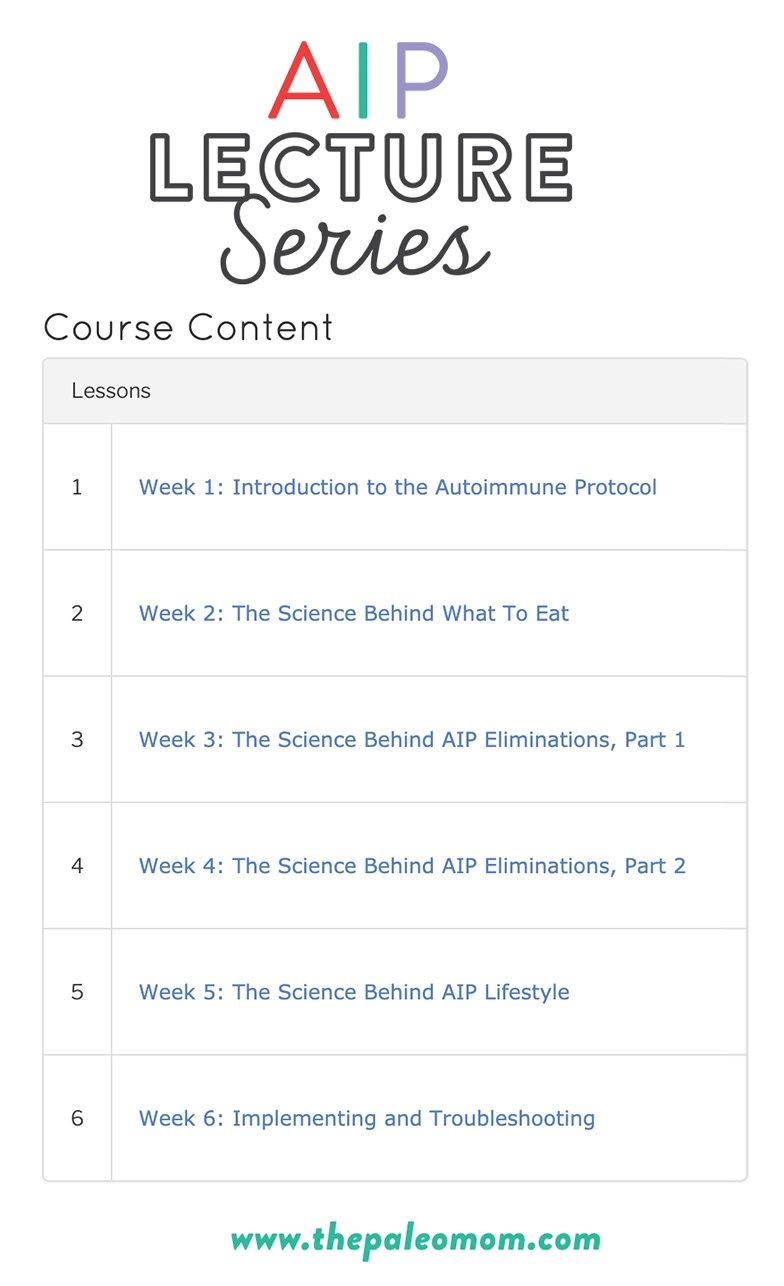 AIP
LECTURE
Series
Course Content
Lessons
1 Week 1: Introduction to the Autoimmune Protocol
2 Week 2: The Science Behind What To Eat
3 Week 3: The Science Behind AIP Eliminations, Part 1
4 Week 4: The Science Behind AIP Eliminations, Part 2
5 Week 5: The Science Behind AIP Lifestyle
6 Week 6: Implementing and Troubleshooting
www.thepaleomom.com